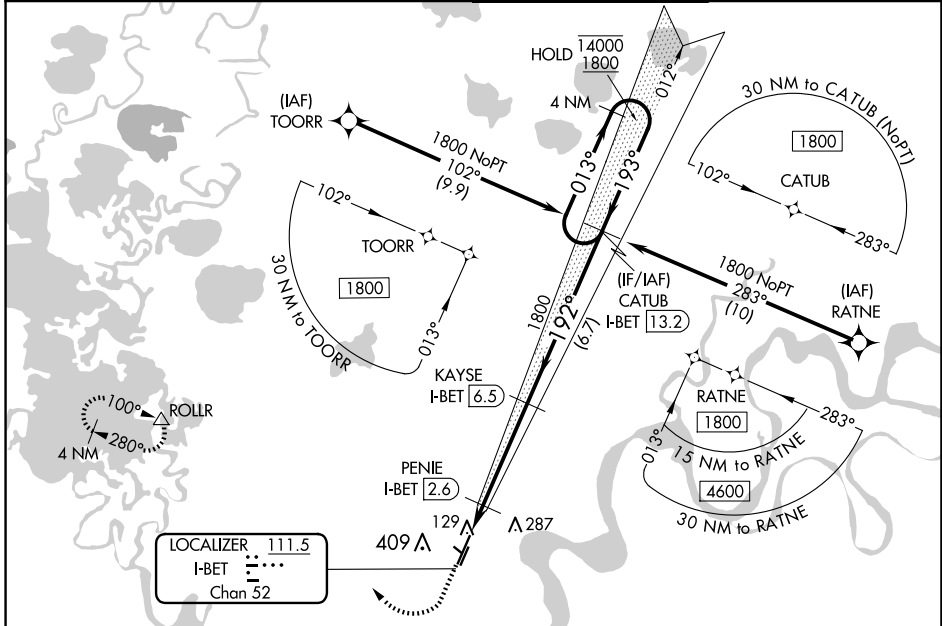 HOLD 14000
1800
4 NM
012°
(IAF)
TOORR
1800 NoPT
102°
(9.9)
013°
193°
30 NM to CATUB (NoPT)
1800
CATUB
102°
283°
102°
TOORR
1800
013°
30 NM to TOORR
(IF/IAF)
CATUB
I-BET 13.2
1800 NoPT
283°
(10)
(IAF)
RATNE
1800
192°
(6.7)
KAYSE
I-BET 6.5
RATNE
1800
283°
013°
15 NM to RATNE
4600
30 NM to RATNE
100°
ROLLR
280°
4 NM
PENIE
I-BET 2.6
129
287
409
LOCALIZER 111.5
I-BET
Chan 52